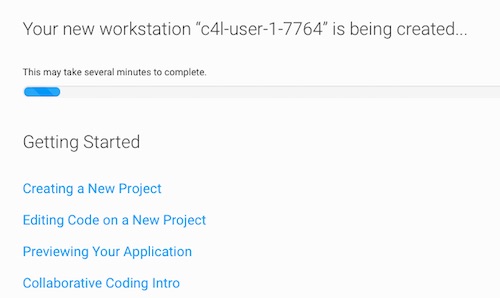 Your new workstation “c4l-user-1-7764” is being created...
This may take several minutes to complete.
Getting Started
Creating a New Project
Editing Code on a New Project
Previewing Your Application
Collaborative Coding Intro